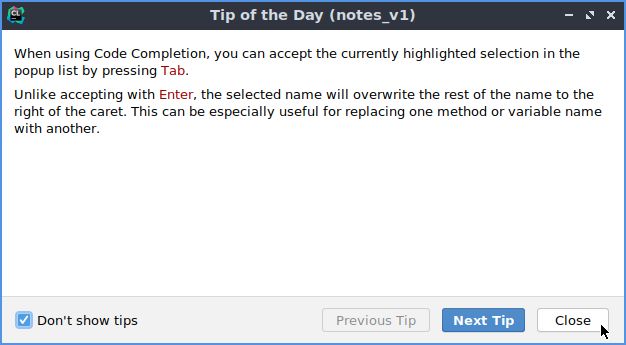 CL
Tip of the Day (notes_v1)
When using Code Completion, you can accept the currently highlighted selection in the
popup list by pressing Tab.
Unlike accepting with Enter, the selected name will overwrite the rest of the name to the
right of the caret. This can be especially useful for replacing one method or variable name
with another.
Don't show tips
Previous Tip
Next Tip
Close